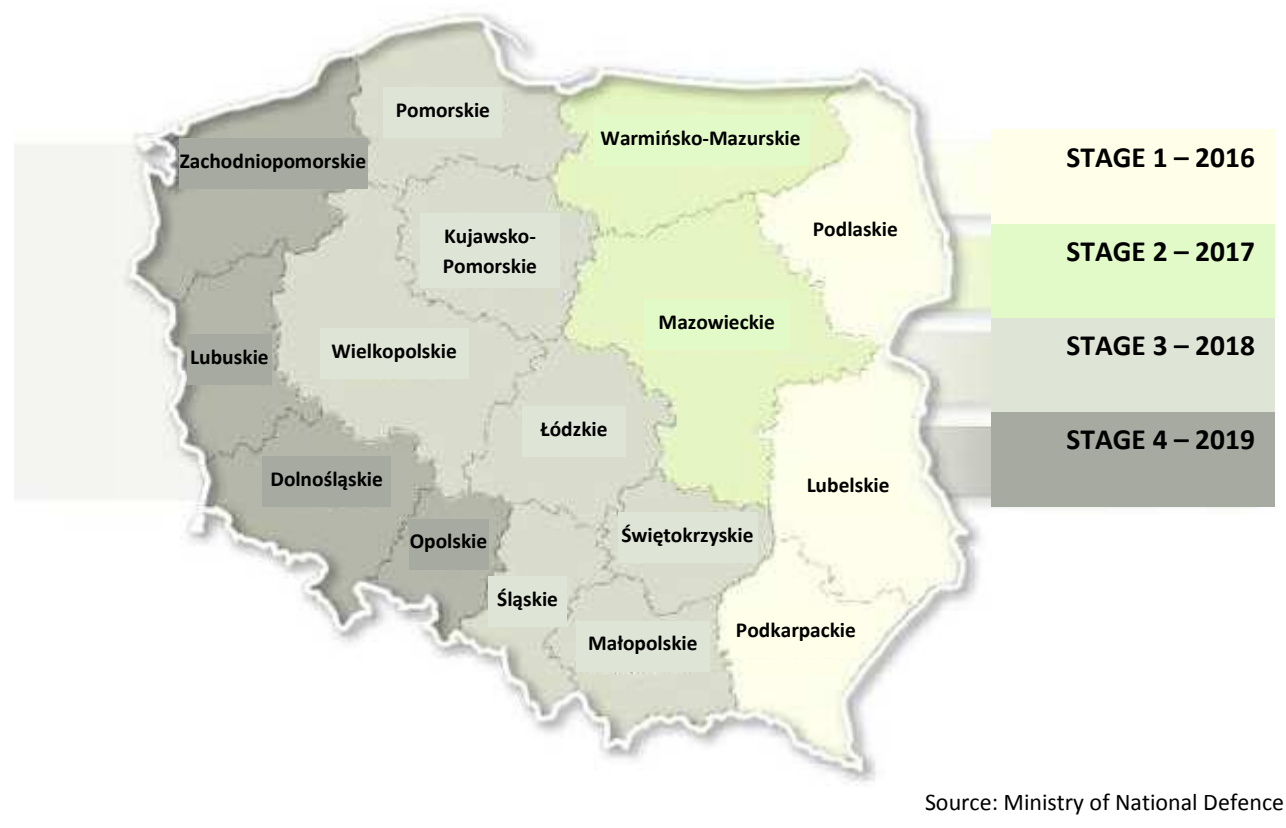 Pomorskie
Warmińsko-Mazurskie
Zachodniopomorskie
Podlaskie
Kujawsko-
Pomorskie
Mazowieckie
Lubuskie
Wielkopolskie
Łódzkie
Dolnośląskie
Lubelskie
Opolskie
Świętokrzyskie
Śląskie
Małopolskie
Podkarpackie
STAGE 1 – 2016
STAGE 2 – 2017
STAGE 3 – 2018
STAGE 4 – 2019
Source: Ministry of National Defence